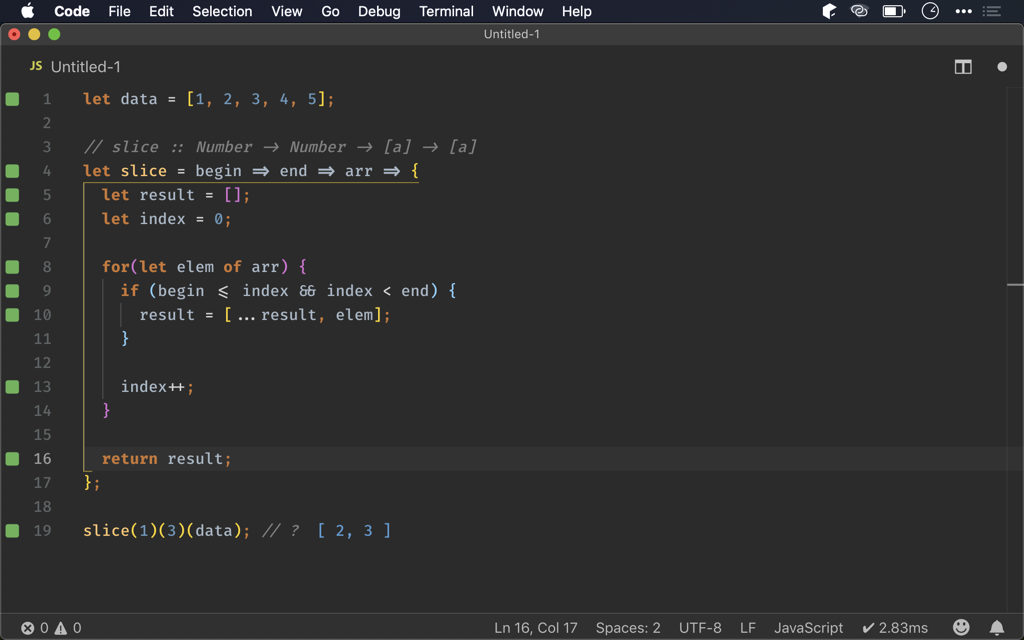 Code File Edit Selection View Go Debug Terminal Window Help
Untitled-1
JS Untitled-1
1 let data = [1, 2, 3, 4, 5];
2
3 // slice :: Number → Number → [a] → [a]
4 let slice = begin ⇒ end ⇒ arr ⇒ {
5 let result = [];
6 let index = 0;
7
8 for(let elem of arr) {
9 if (begin ⩽ index && index < end) {
10 result = [...result, elem];
11 }
12
13 index++;
14 }
15
16 return result;
17 };
18
19 slice(1)(3)(data); // ? [ 2, 3 ]
0 0 Ln 16, Col 17 Spaces: 2 UTF-8 LF JavaScript ✔ 2.83ms